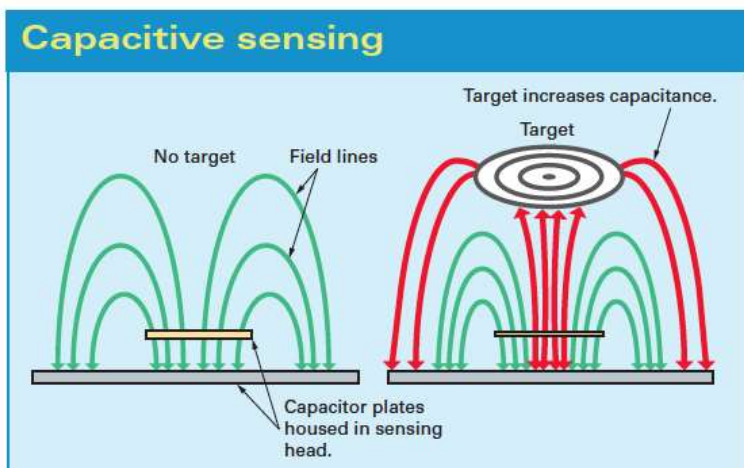 Capacitive sensing
No target
Field lines
Target increases capacitance.
Target
Capacitor plates
housed in sensing
head.